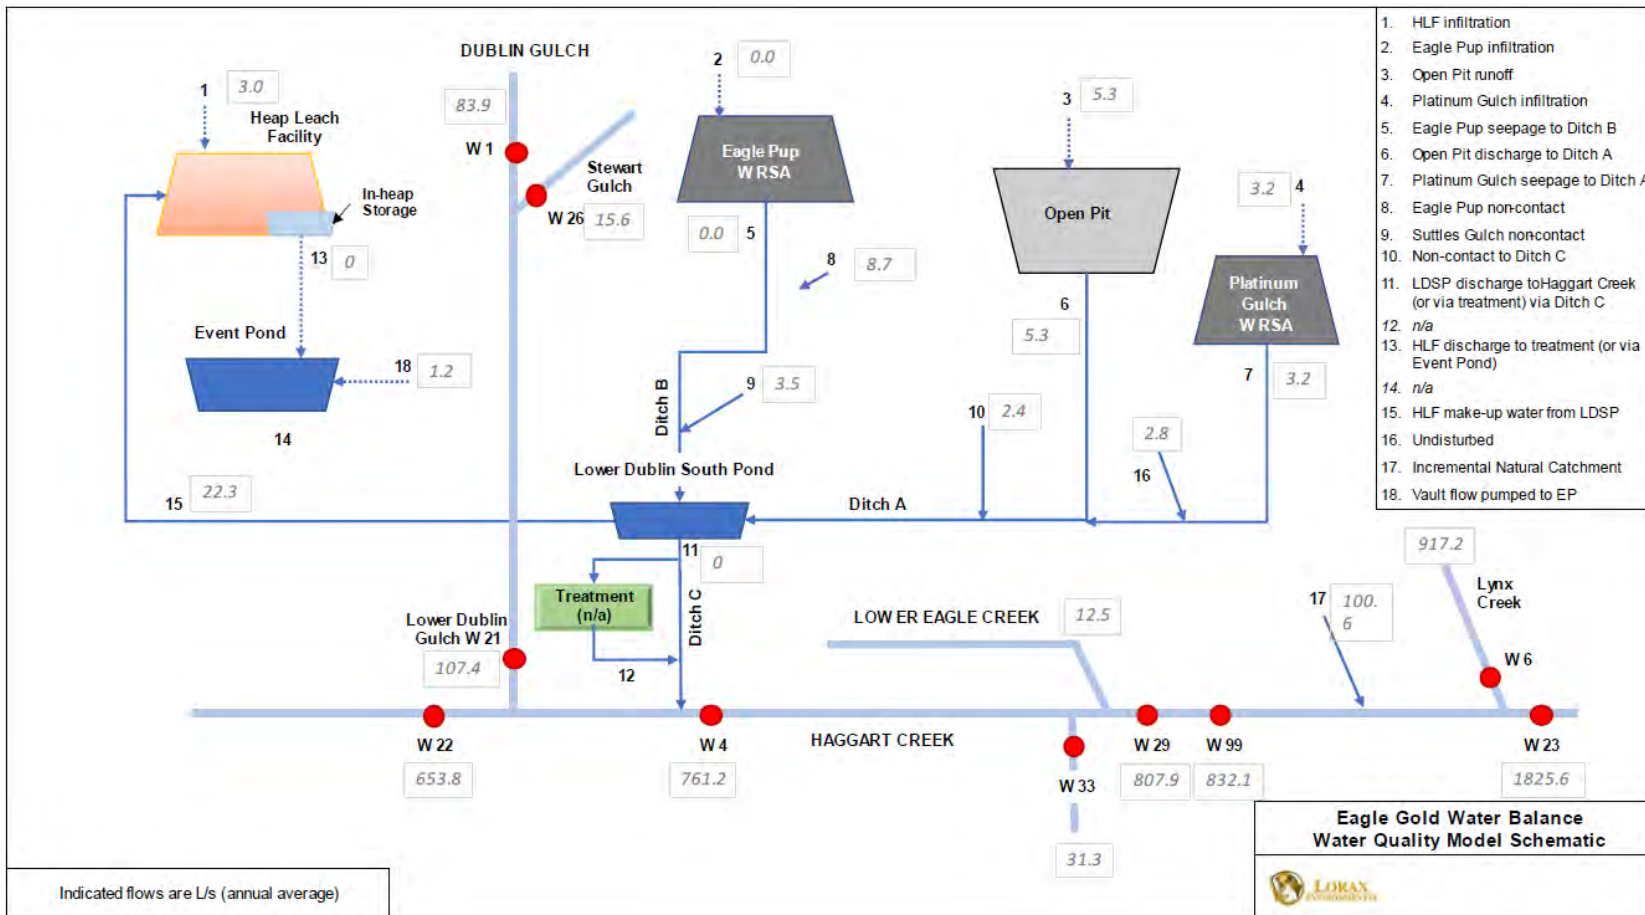 DUBLIN GULCH
83.9
W 1
Stewart
Gulch
W 26
15.6
1
3.0
Heap Leach
Facility
In-heap
Storage
13
0
Event Pond
18
1.2
14
15
22.3
2
0.0
Eagle Pup
WRSA
0.0
5
8
8.7
9
3.5
Ditch B
Lower Dublin South Pond
3
5.3
Open Pit
6
5.3
3.2
4
Platinum
Gulch
WRSA
7
3.2
10
2.4
2.8
16
Ditch A
11
0
Treatment
(n/a)
Ditch C
12
Lower Dublin
Gulch W 21
107.4
LOWER EAGLE CREEK
12.5
17
100.
6
917.2
Lynx
Creek
W 6
W 22
653.8
W 4
761.2
HAGGART CREEK
W 33
31.3
W 29
807.9
W 99
832.1
W 23
1825.6
1. HLF infiltration
2. Eagle Pup infiltration
3. Open Pit runoff
4. Platinum Gulch infiltration
5. Eagle Pup seepage to Ditch B
6. Open Pit discharge to Ditch A
7. Platinum Gulch seepage to Ditch A
8. Eagle Pup non-contact
9. Suttles Gulch non-contact
10. Non-contact to Ditch C
11. LDSP discharge toHaggart Creek
(or via treatment) via Ditch C
12. n/a
13. HLF discharge to treatment (or via
Event Pond)
14. n/a
15. HLF make-up water from LDSP
16. Undisturbed
17. Incremental Natural Catchment
18. Vault flow pumped to EP
Eagle Gold Water Balance
Water Quality Model Schematic
LORAX
ENVIRONMENTAL
Indicated flows are L/s (annual average)